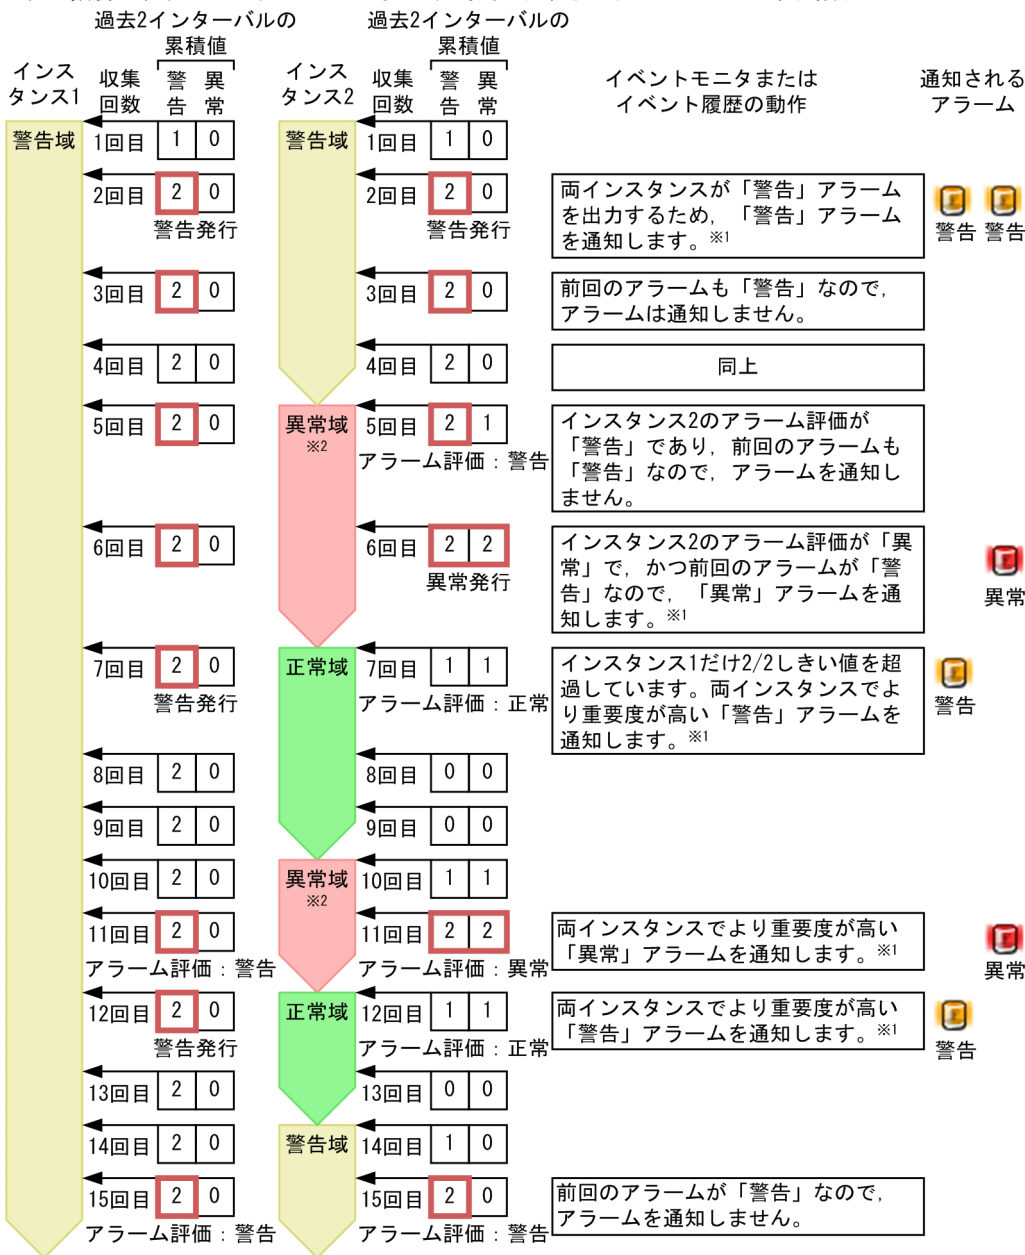 過去2インターバルの 過去2インターバルの
累積値 累積値
インスタンス1 収集回数 警告 異常 インスタンス2 収集回数 警告 異常 イベントモニタまたは 通知される
イベント履歴の動作 アラーム
警告域 1回目 1 0 警告域 1回目 1 0
2回目 2 0 2回目 2 0
警告発行 警告発行
両インスタンスが「警告」アラーム
を出力するため,「警告」アラーム
を通知します。※1
警告 警告
3回目 2 0 3回目 2 0
前回のアラームも「警告」なので,
アラームは通知しません。
4回目 2 0 4回目 2 0 同上
5回目 2 0 異常域 5回目 2 1
※2 アラーム評価:警告
インスタンス2のアラーム評価が
「警告」であり,前回のアラームも
「警告」なので,アラームを通知し
ません。
6回目 2 0 6回目 2 2
異常発行
インスタンス2のアラーム評価が「異
常」で,かつ前回のアラームが「警
告」なので,「異常」アラームを通
知します。※1
異常
7回目 2 0 正常域 7回目 1 1
警告発行 アラーム評価:正常
インスタンス1だけ2/2しきい値を超
過しています。両インスタンスでよ
り重要度が高い「警告」アラームを
通知します。※1
警告
8回目 2 0 8回目 0 0
9回目 2 0 9回目 0 0
10回目 2 0 異常域 10回目 1 1
※2
11回目 2 0 11回目 2 2
アラーム評価:警告 アラーム評価:異常
両インスタンスでより重要度が高い
「異常」アラームを通知します。※1
異常
12回目 2 0 正常域 12回目 1 1
警告発行 アラーム評価:正常
両インスタンスでより重要度が高い
「警告」アラームを通知します。※1
警告
13回目 2 0 13回目 0 0
14回目 2 0 警告域 14回目 1 0
15回目 2 0 15回目 2 0
アラーム評価:警告 アラーム評価:警告
前回のアラームが「警告」なので,
アラームを通知しません。